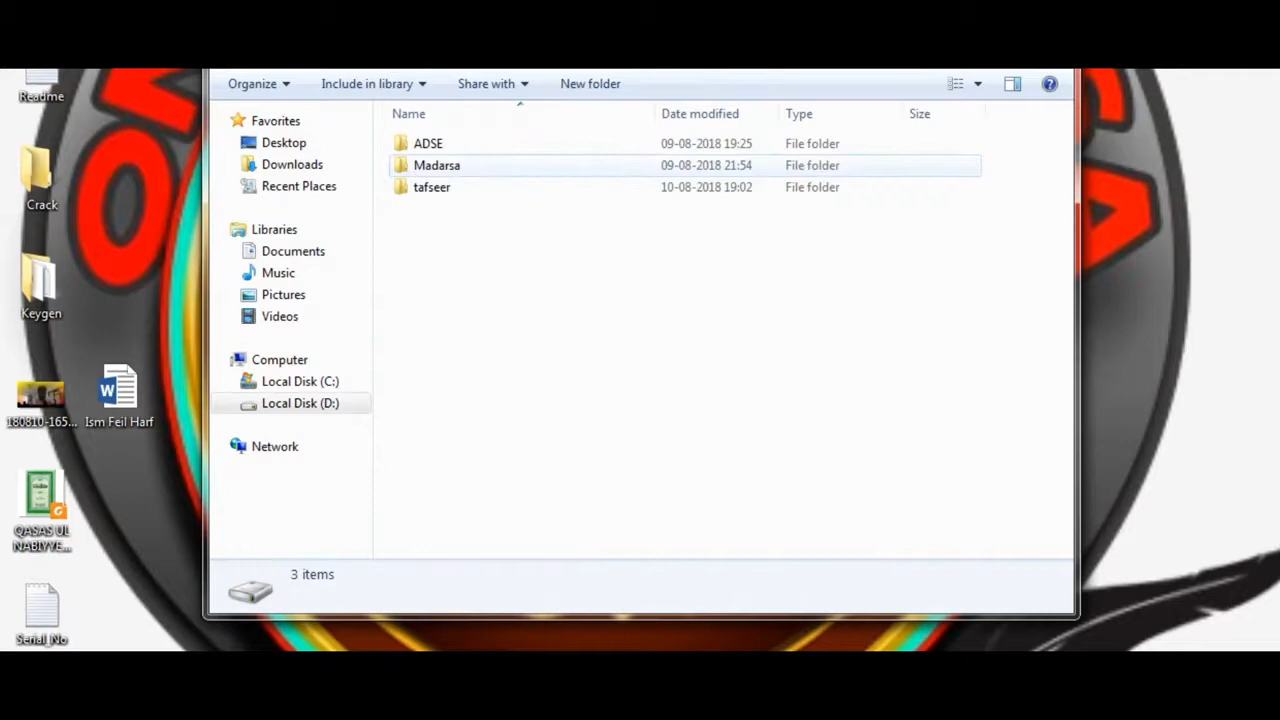 Organize
Include in library
Share with
New folder
Name
Date modified
Type
Size
Favorites
Desktop
Downloads
Recent Places
Libraries
Documents
Music
Pictures
Videos
Computer
Local Disk (C:)
Local Disk (D:)
Network
ADSE 09-08-2018 19:25 File folder
Madarsa 09-08-2018 21:54 File folder
tafseer 10-08-2018 19:02 File folder
3 items
Readme
Crack
Keygen
180810-165...
Ism Feil Harf
QASAS UL
NABIYYE...
Serial_No